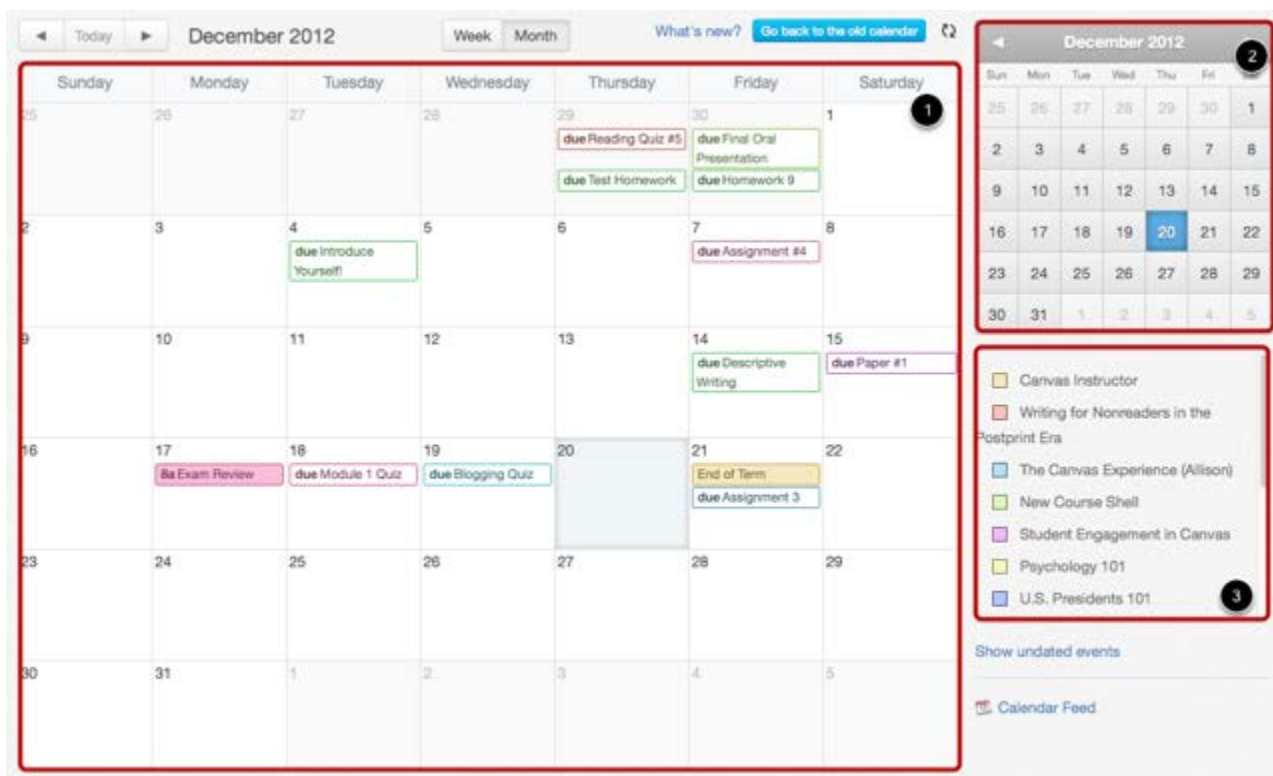 ◄ Today ► December 2012 Week Month What's new? Go back to the old calendar
Sunday Monday Tuesday Wednesday Thursday Friday Saturday
1
25 26 27 28 29 30 1
due Reading Quiz #5 due Final Oral
Presentation
due Test Homework due Homework 9
2 3 4 5 6 7 8
due Introduce due Assignment #4
Yourself!
9 10 11 12 13 14 15
due Descriptive due Paper #1
Writing
16 17 18 19 20 21 22
8a Exam Review due Module 1 Quiz due Blogging Quiz End of Term
due Assignment 3
23 24 25 26 27 28 29
30 31 1 2 3 4 5
◄ December 2012
2
Sun Mon Tue Wed Thu Fri
25 26 27 28 29 30 1
2 3 4 5 6 7 8
9 10 11 12 13 14 15
16 17 18 19 20 21 22
23 24 25 26 27 28 29
30 31 1 2 3 4 5
Canvas Instructor
Writing for Nonreaders in the
Postprint Era
The Canvas Experience (Allison)
New Course Shell
Student Engagement in Canvas
Psychology 101
U.S. Presidents 101
3
Show undated events
Calendar Feed